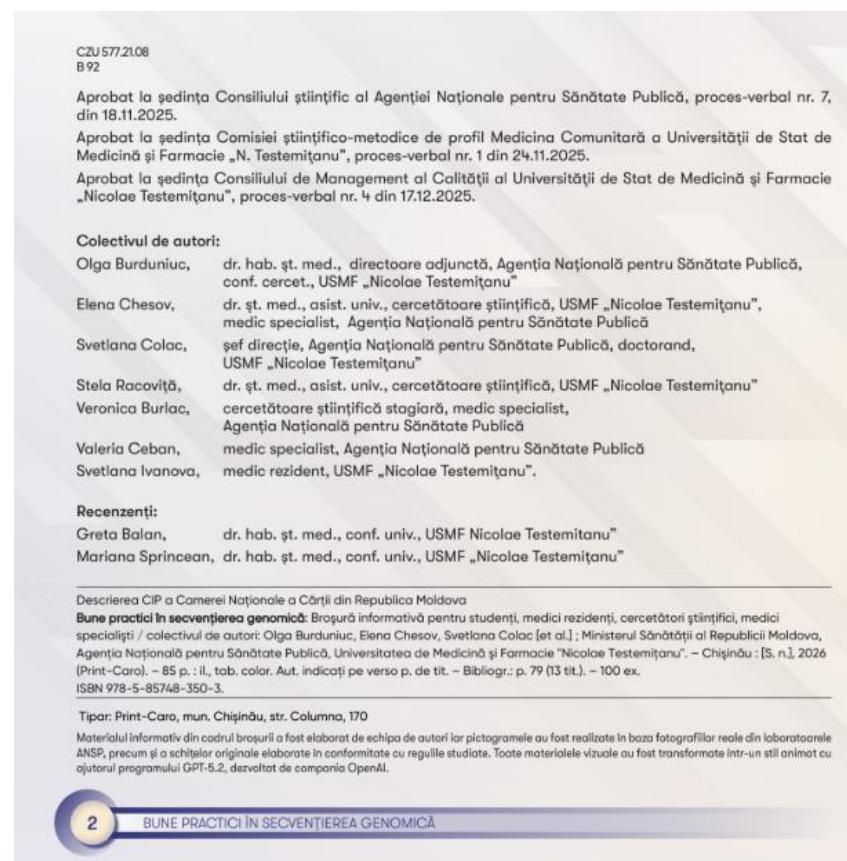 CZU 577.21.08
B 92
Aprobat la ședința Consiliului științific al Agenției Naționale pentru Sănătate Publică, proces-verbal nr. 7,
din 18.11.2025.
Aprobat la ședința Comisiei științifico-metodice de profil Medicina Comunitară a Universității de Stat de
Medicină și Farmacie „N. Testemițanu”, proces-verbal nr. 1 din 24.11.2025.
Aprobat la ședința Consiliului de Management al Calităţii al Universităţii de Stat de Medicină şi Farmacie
„Nicolae Testemiţanu”, proces-verbal nr. 4 din 17.12.2025.
Colectivul de autori:
Olga Burduniuc, dr. hab. șt. med., directoare adjunctă, Agenția Națională pentru Sănătate Publică,
conf. cercet., USMF „Nicolae Testemiţanu”
Elena Chesov, dr. șt. med., asist. univ., cercetătoare științifică, USMF „Nicolae Testemiţanu”,
medic specialist, Agenția Națională pentru Sănătate Publică
Svetlana Colac, șef direcție, Agenția Națională pentru Sănătate Publică, doctorand,
USMF „Nicolae Testemiţanu”
Stela Racoviță, dr. șt. med., asist. univ., cercetătoare științifică, USMF „Nicolae Testemiţanu”
Veronica Burlac, cercetătoare științifică stagiară, medic specialist,
Agenția Națională pentru Sănătate Publică
Valeria Ceban, medic specialist, Agenția Națională pentru Sănătate Publică
Svetlana Ivanova, medic rezident, USMF „Nicolae Testemiţanu”.
Recenzenți:
Greta Balan, dr. hab. șt. med., conf. univ., USMF Nicolae Testemitanu”
Mariana Sprincean, dr. hab. șt. med., conf. univ., USMF „Nicolae Testemiţanu”
Descrierea CIP a Camerei Naționale a Cărții din Republica Moldova
Bune practici în secvențierea genomică: Broșură informativă pentru studenți, medici rezidenți, cercetători științifici, medici
specialiști / colectivul de autori: Olga Burduniuc, Elena Chesov, Svetlana Colac [et al.] ; Ministerul Sănătății al Republicii Moldova,
Agenția Națională pentru Sănătate Publică, Universitatea de Medicină și Farmacie "Nicolae Testemițanu". – Chișinău : [S. n.], 2026
(Print-Caro). – 85 p. : il., tab. color. Aut. indicați pe verso p. de tit. – Bibliogr.: p. 79 (13 tit.). – 100 ex.
ISBN 978-5-85748-350-3.
Tipar: Print-Caro, mun. Chișinău, str. Columna, 170
Materialul informativ din cadrul broșurii a fost elaborat de echipa de autori iar pictogramele au fost realizate în baza fotografiilor reale din laboratoarele
ANSP, precum și a schițelor originale elaborate în conformitate cu regulile studiate. Toate materialele vizuale au fost transformate într-un stil animat cu
ajutorul programului GPT-5.2, dezvoltat de compania OpenAI.
2 BUNE PRACTICI ÎN SECVENȚIEREA GENOMICĂ